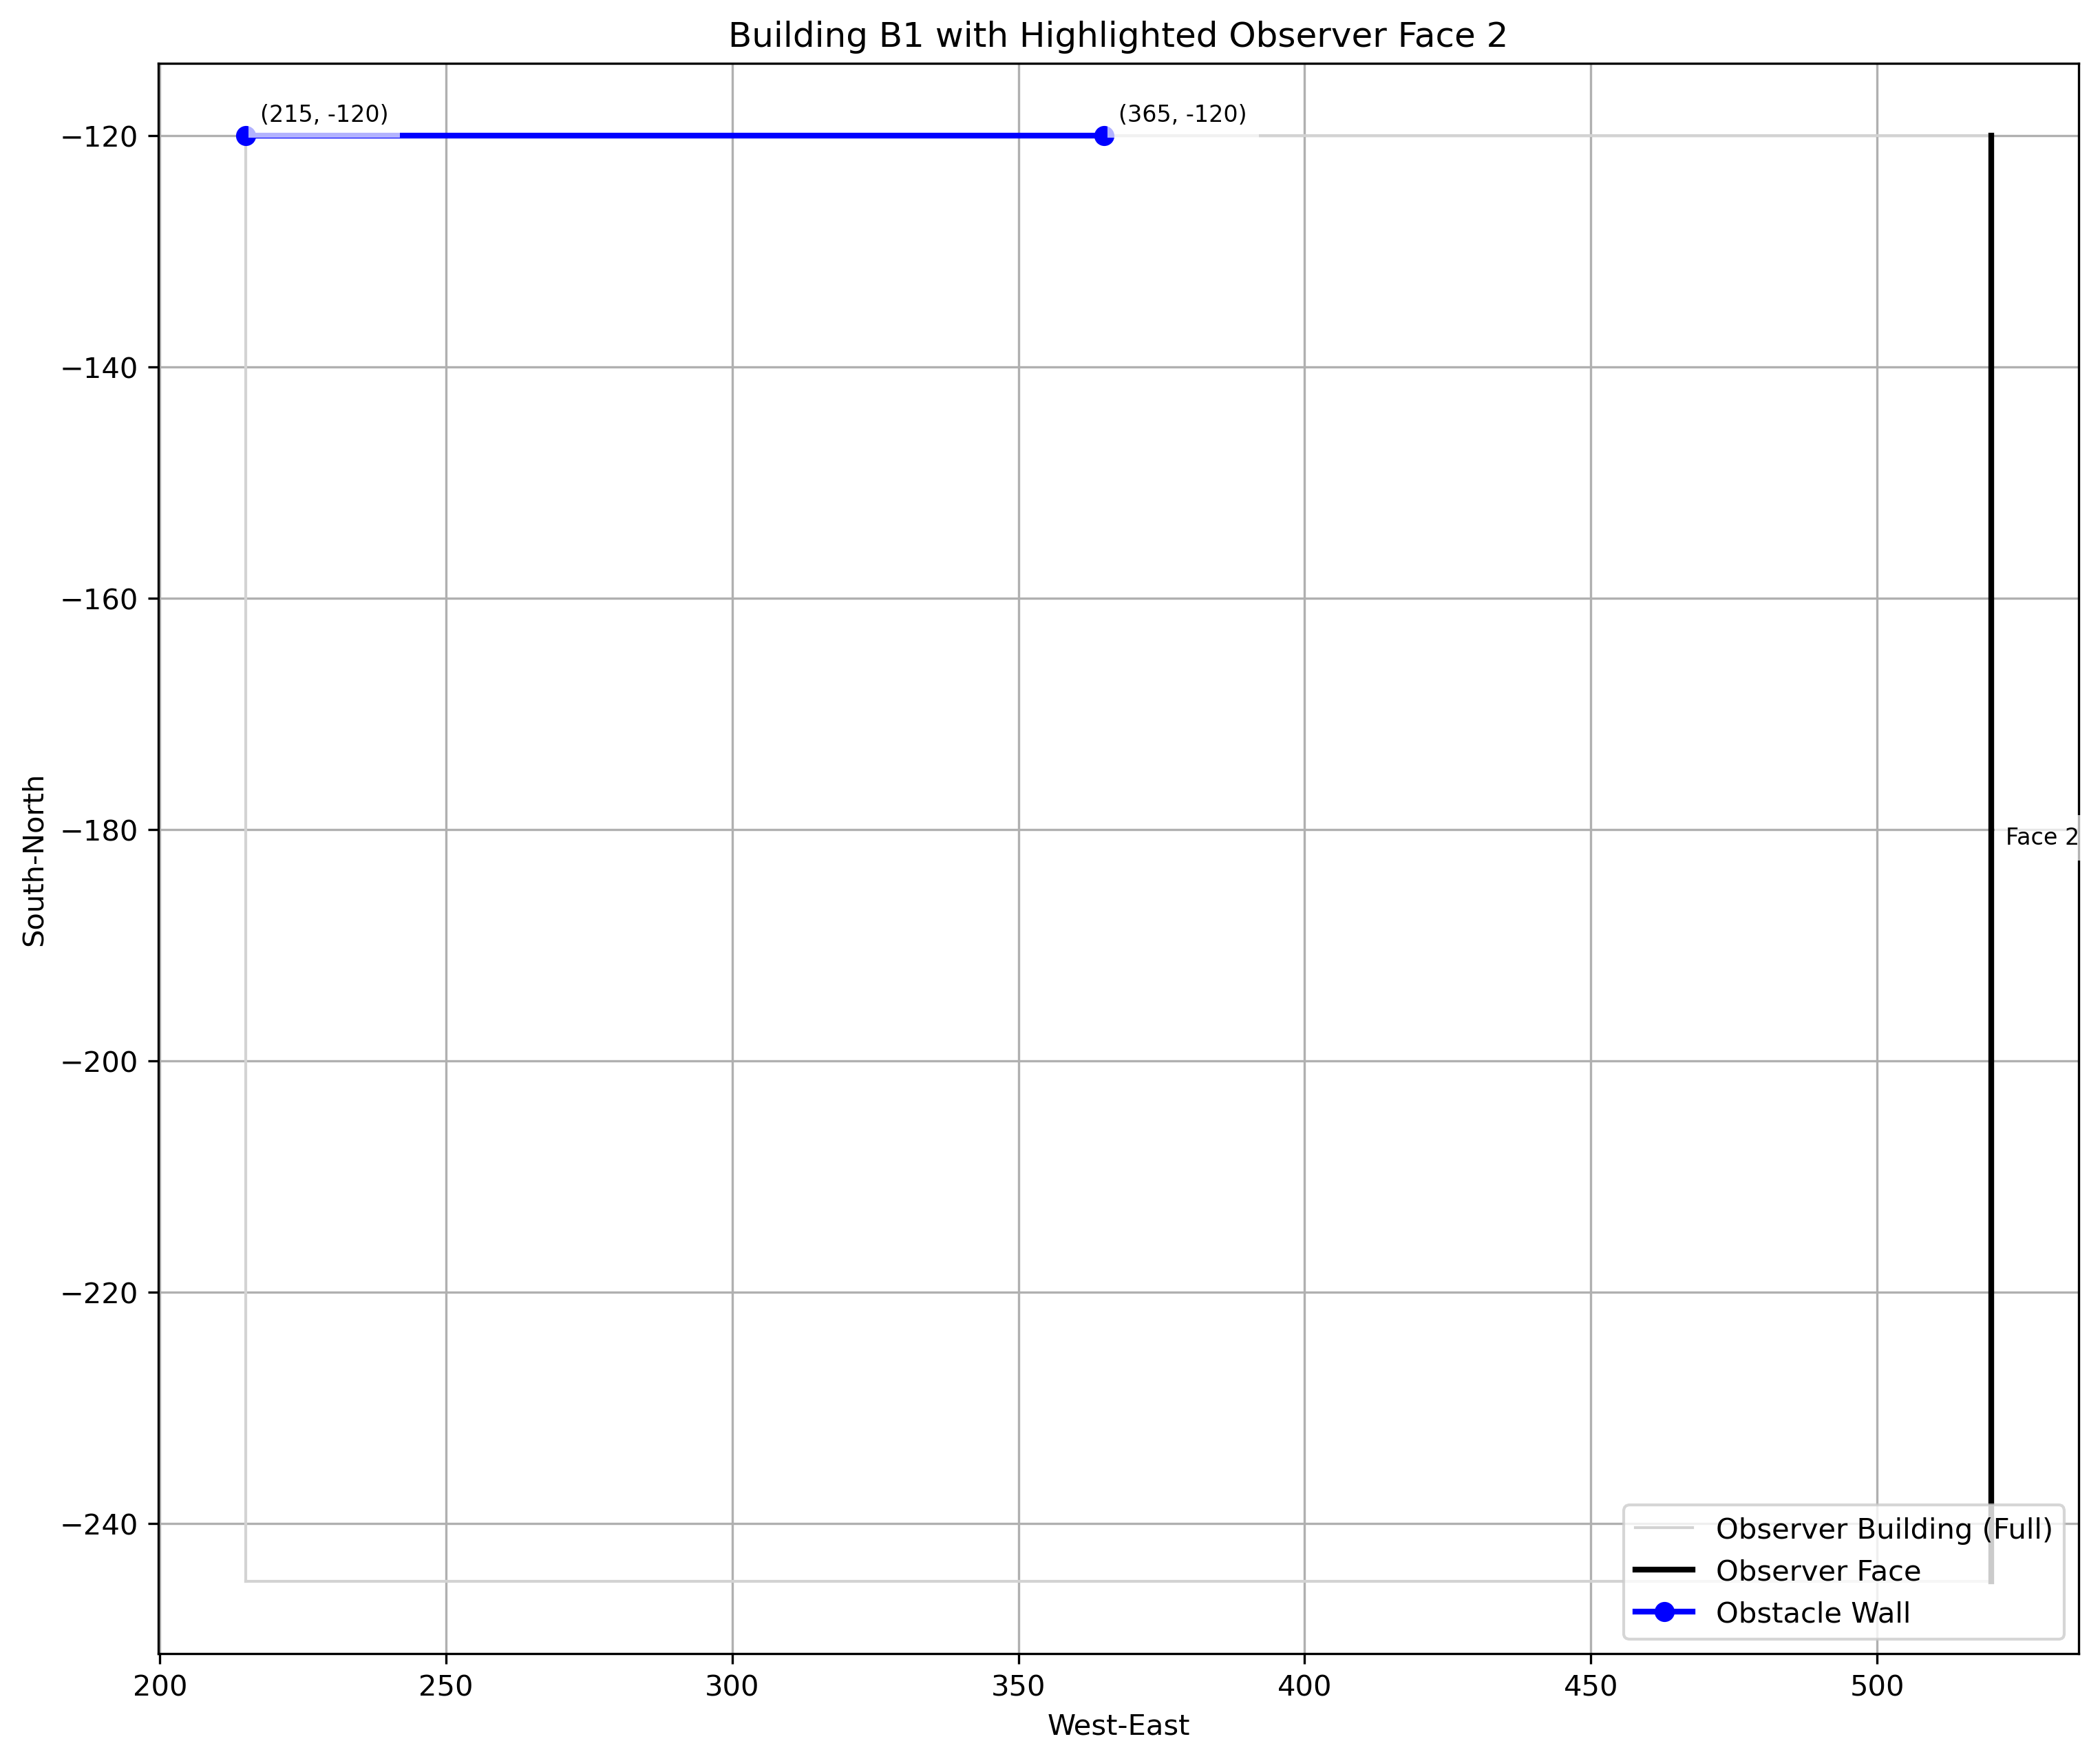 Building B1 with Highlighted Observer Face 2
(215, -120)
(365, -120)
−120
−140
−160
−180
−200
−220
−240
South-North
Face 2
Observer Building (Full)
Observer Face
Obstacle Wall
200
250
300
350
400
450
500
West-East